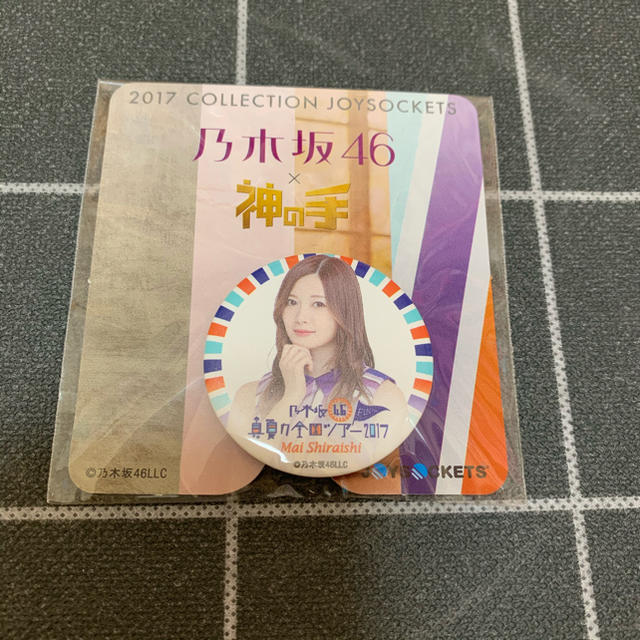 2017 COLLECTION JOYSOCKETS
乃木坂46
×
神の手
乃木坂 46
真夏の全国ツアー2017
Mai Shiraishi
©乃木坂46LLC
©乃木坂46LLC
JOYSOCKETS